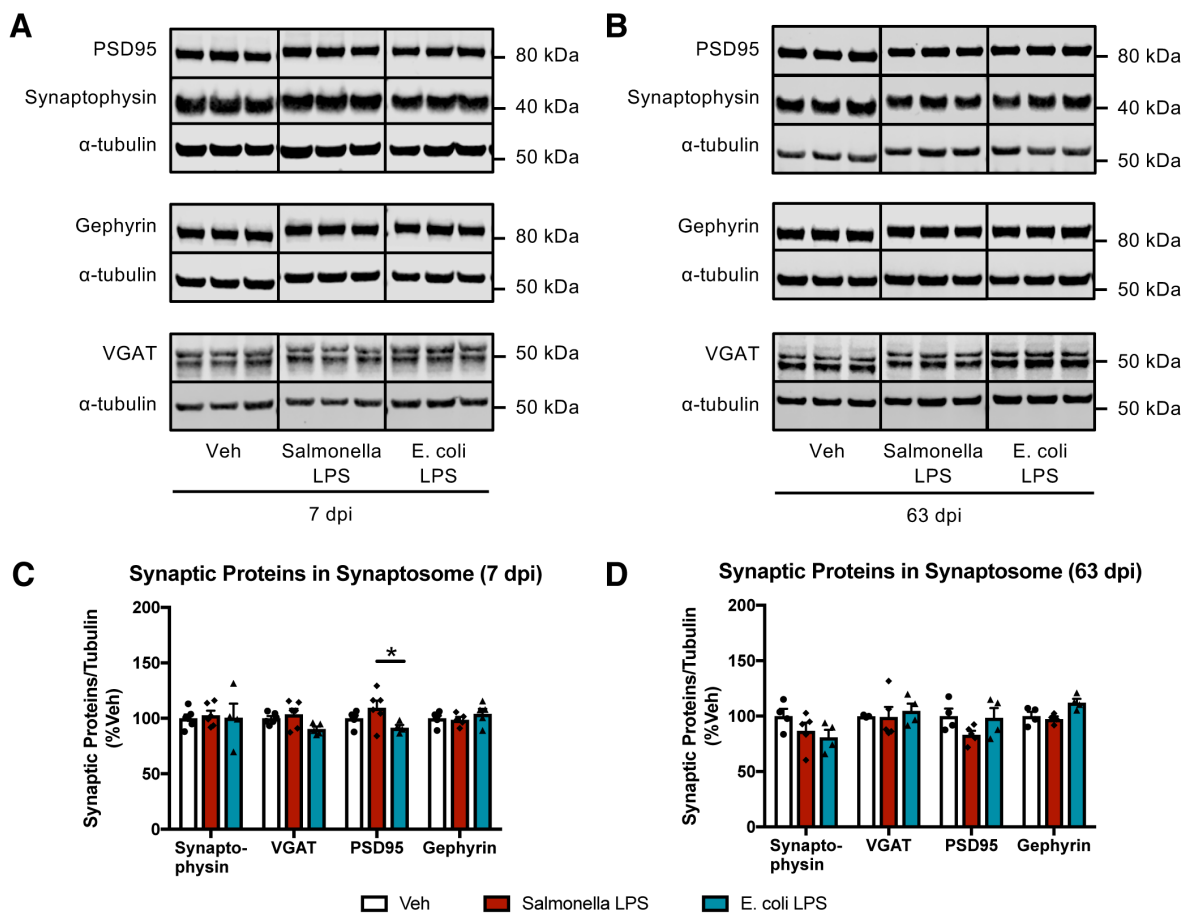 A
PSD95
80 kDa
Synaptophysin
40 kDa
α-tubulin
50 kDa
Gephyrin
80 kDa
α-tubulin
50 kDa
VGAT
50 kDa
α-tubulin
50 kDa
Veh
Salmonella
LPS
E. coli
LPS
7 dpi
B
PSD95
80 kDa
Synaptophysin
40 kDa
α-tubulin
50 kDa
Gephyrin
80 kDa
α-tubulin
50 kDa
VGAT
50 kDa
α-tubulin
50 kDa
Veh
Salmonella
LPS
E. coli
LPS
63 dpi
C
Synaptic Proteins in Synaptosome (7 dpi)
Synaptic Proteins/Tubulin
(%Veh)
200
150
100
50
0
*
Synapto-
physin
VGAT
PSD95
Gephyrin
D
Synaptic Proteins in Synaptosome (63 dpi)
Synaptic Proteins/Tubulin
(%Veh)
200
150
100
50
0
Synapto-
physin
VGAT
PSD95
Gephyrin
Veh
Salmonella LPS
E. coli LPS